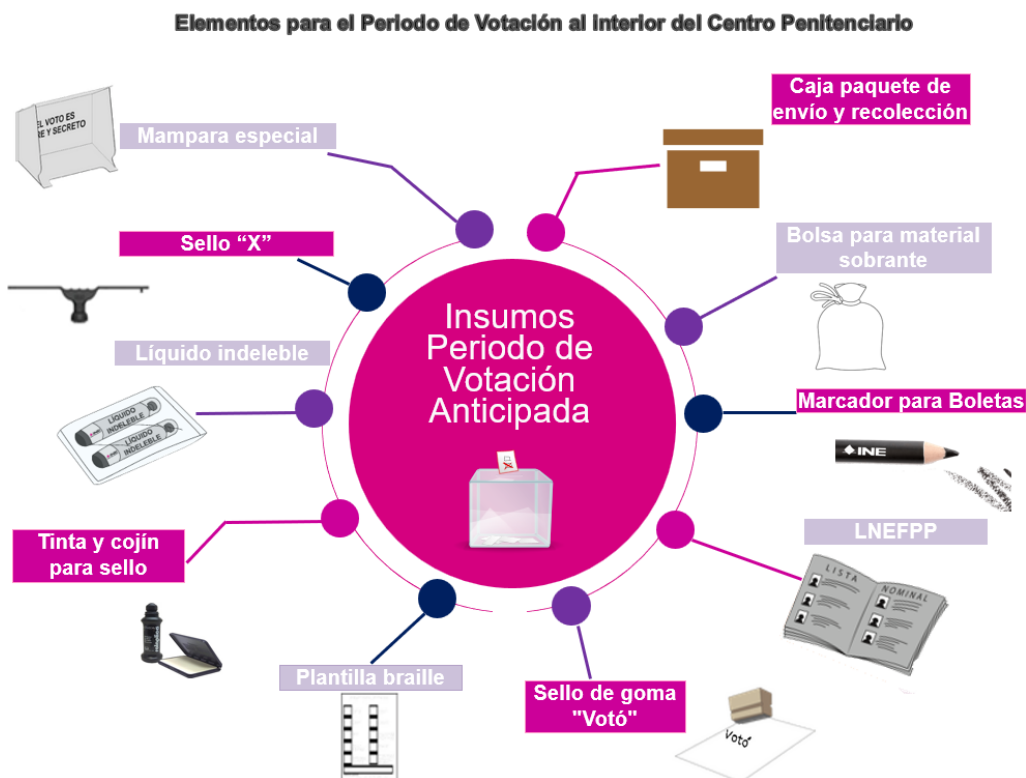 Elementos para el Periodo de Votación al interior del Centro Penitenciario
EL VOTO ES
RE Y SECRETO
Mampara especial
Caja paquete de
envío y recolección
Sello “X”
Bolsa para material
sobrante
Insumos
Periodo de
Votación
Anticipada
X
Líquido indeleble
LÍQUIDO
INDELEBLE
LÍQUIDO
INDELEBLE
Marcador para Boletas
INE
LNEFPP
LISTA
NOMINAL
Tinta y cojín
para sello
Plantilla braille
Sello de goma
"Votó"
Votó